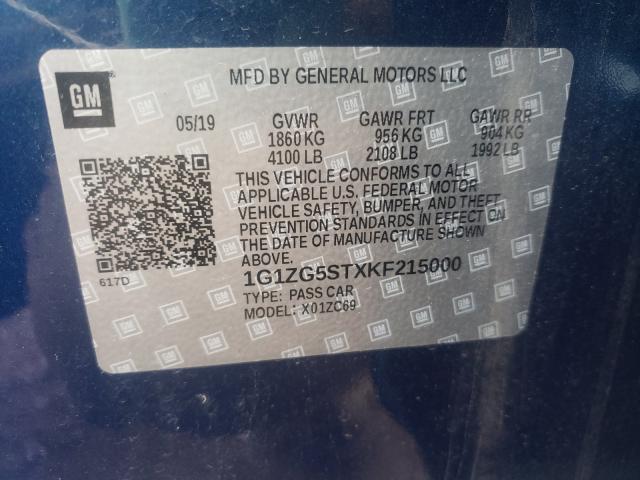 GM
MFD BY GENERAL MOTORS LLC
05/19 GVWR GAWR FRT GAWR RR
1860 KG 956 KG 904 KG
4100 LB 2108 LB 1992 LB
THIS VEHICLE CONFORMS TO ALL
APPLICABLE U.S. FEDERAL MOTOR
VEHICLE SAFETY, BUMPER, AND THEFT
PREVENTION STANDARDS IN EFFECT ON
THE DATE OF MANUFACTURE SHOWN
ABOVE.
617D
1G1ZG5STXKF215000
TYPE: PASS CAR
MODEL: X01ZC69